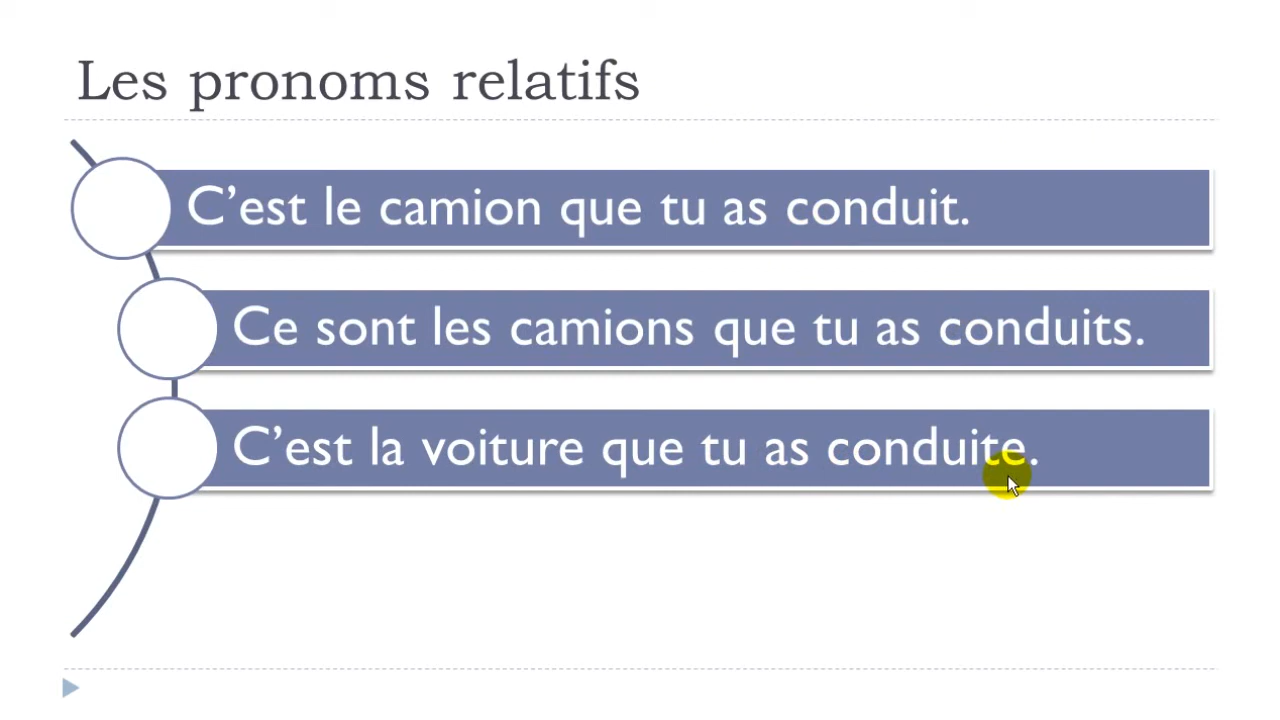 Les pronoms relatifs
C’est le camion que tu as conduit.
Ce sont les camions que tu as conduits.
C’est la voiture que tu as conduite.